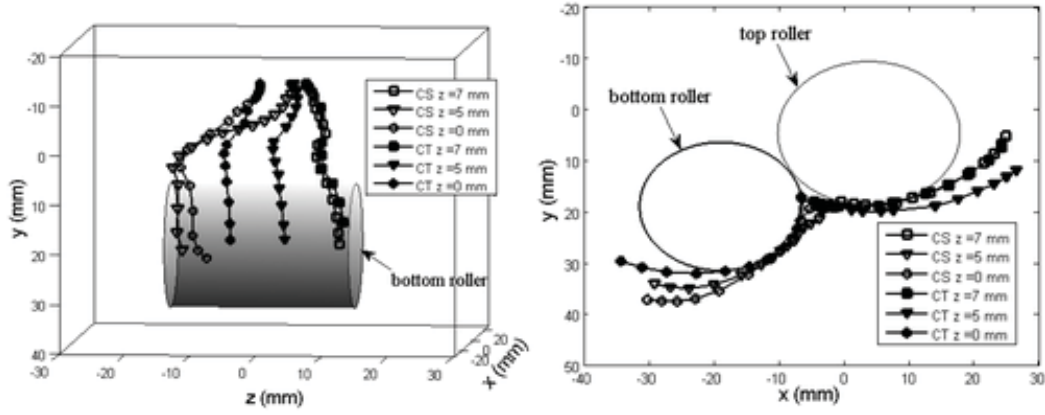 -20
-10
0
10
20
30
40
y (mm)
-30
-20
-10
0
10
20
30
z (mm)
20
0
-20
x (mm)
CS z =7 mm
CS z =5 mm
CS z =0 mm
CT z =7 mm
CT z =5 mm
CT z =0 mm
bottom roller
-20
-10
0
10
20
30
40
50
y (mm)
-40
-30
-20
-10
0
10
20
30
x (mm)
top roller
bottom roller
CS z =7 mm
CS z =5 mm
CS z =0 mm
CT z =7 mm
CT z =5 mm
CT z =0 mm